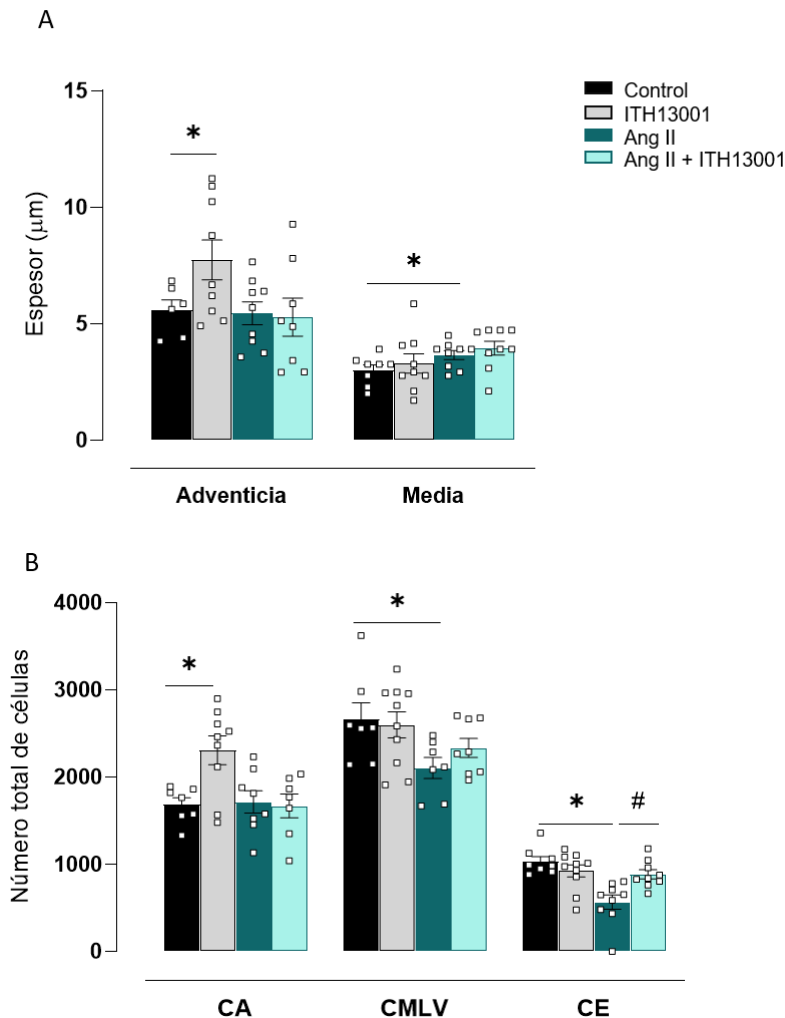 A
15
10
5
0
Espesor (μm)
*
*
Control
ITH13001
Ang II
Ang II + ITH13001
Adventicia
Media
B
4000
3000
2000
1000
0
Número total de células
*
*
*
#
CA
CMLV
CE